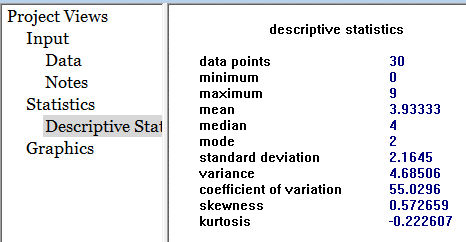 Project Views
Input
Data
Notes
Statistics
Descriptive Stat
Graphics
descriptive statistics
data points 30
minimum 0
maximum 9
mean 3.93333
median 4
mode 2
standard deviation 2.1645
variance 4.68506
coefficient of variation 55.0296
skewness 0.572659
kurtosis -0.222607